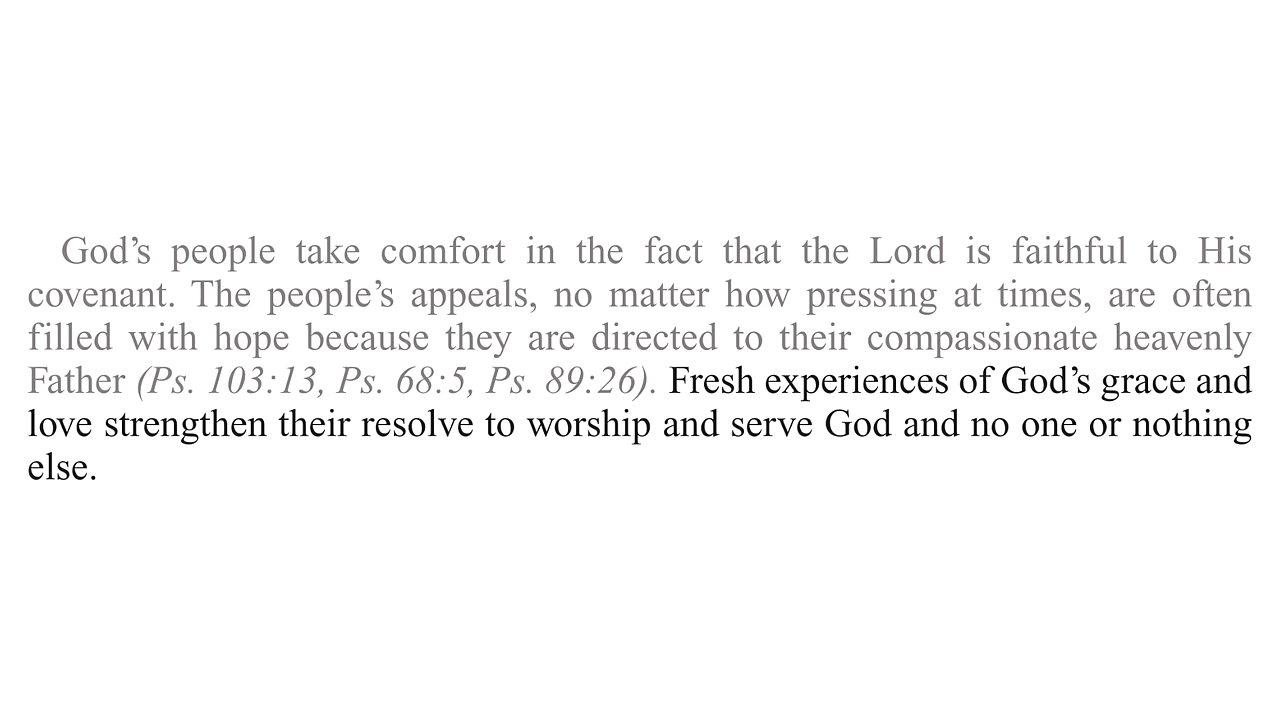 God’s people take comfort in the fact that the Lord is faithful to His
covenant. The people’s appeals, no matter how pressing at times, are often
filled with hope because they are directed to their compassionate heavenly
Father (Ps. 103:13, Ps. 68:5, Ps. 89:26). Fresh experiences of God’s grace and
love strengthen their resolve to worship and serve God and no one or nothing
else.